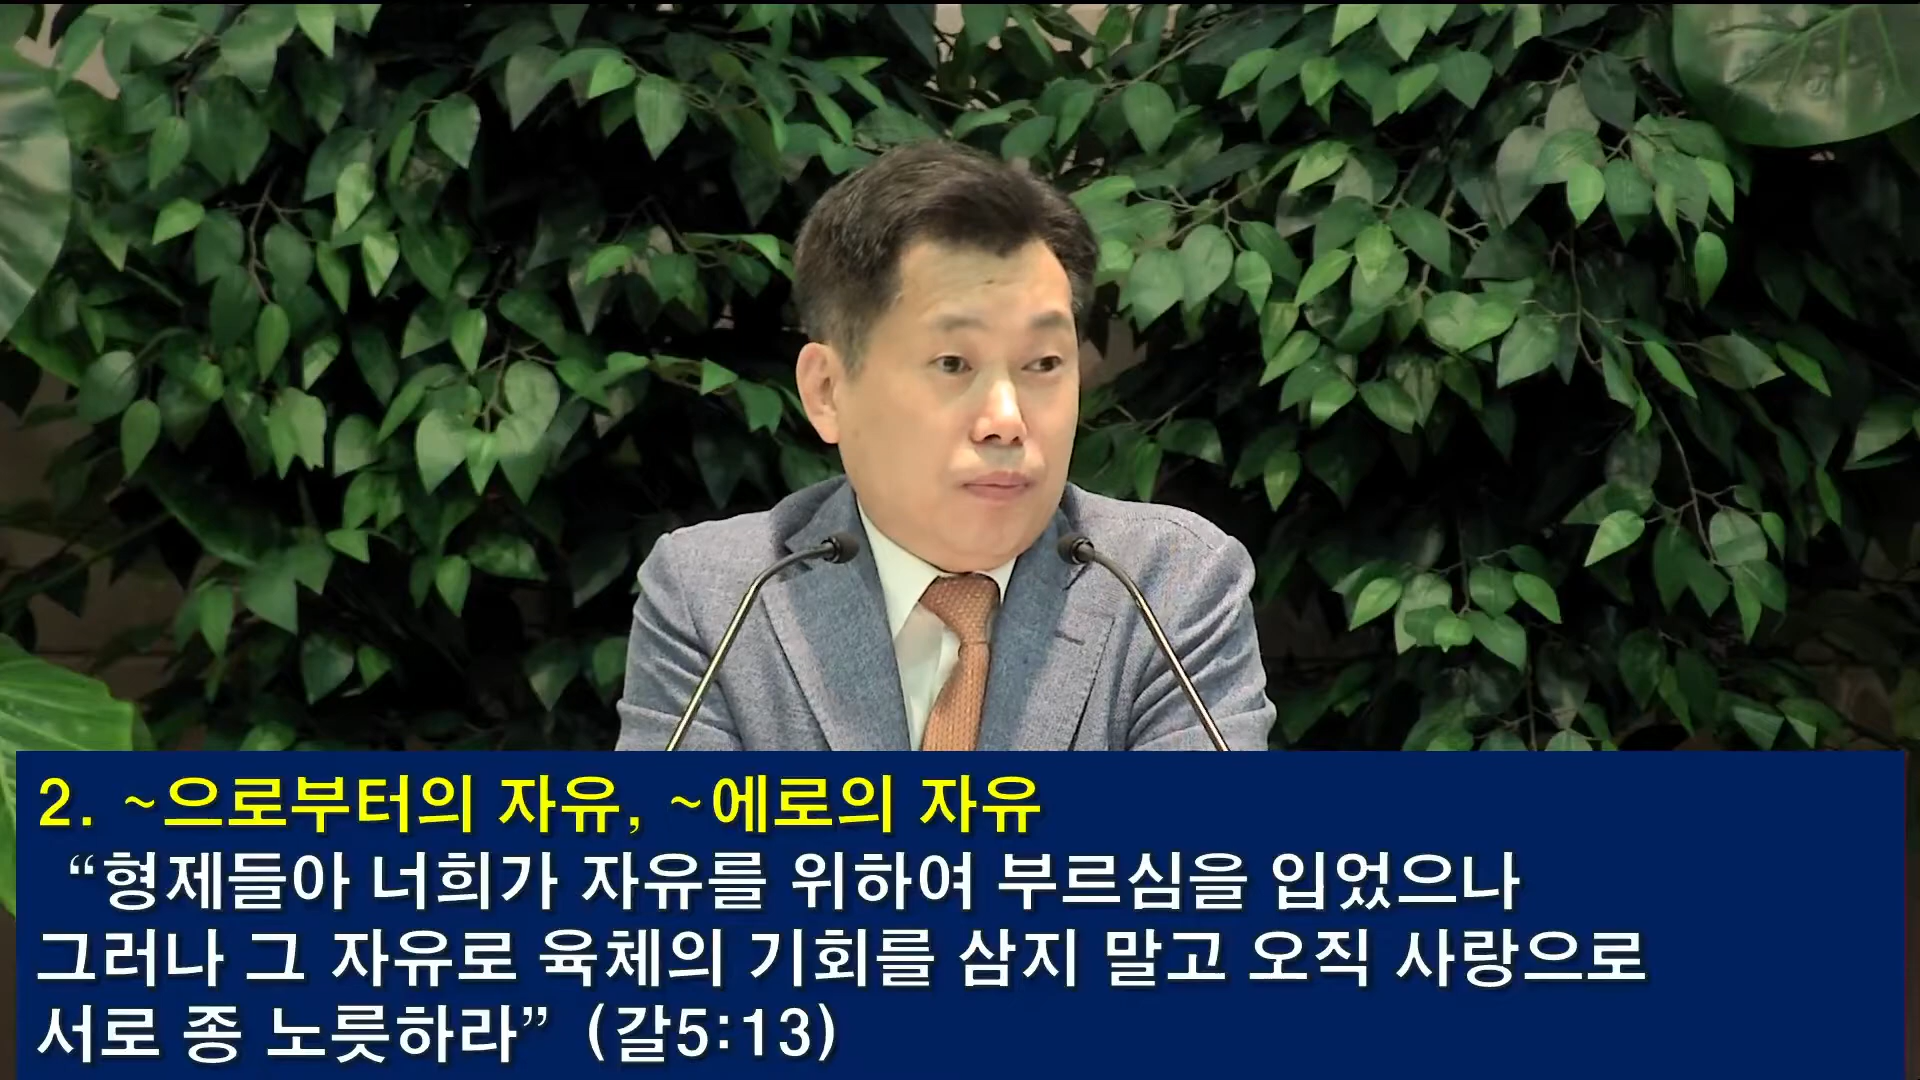 2. ~으로부터의 자유, ~에로의 자유
“형제들아 너희가 자유를 위하여 부르심을 입었으나
그러나 그 자유로 육체의 기회를 삼지 말고 오직 사랑으로
서로 종 노릇하라” (갈5:13)